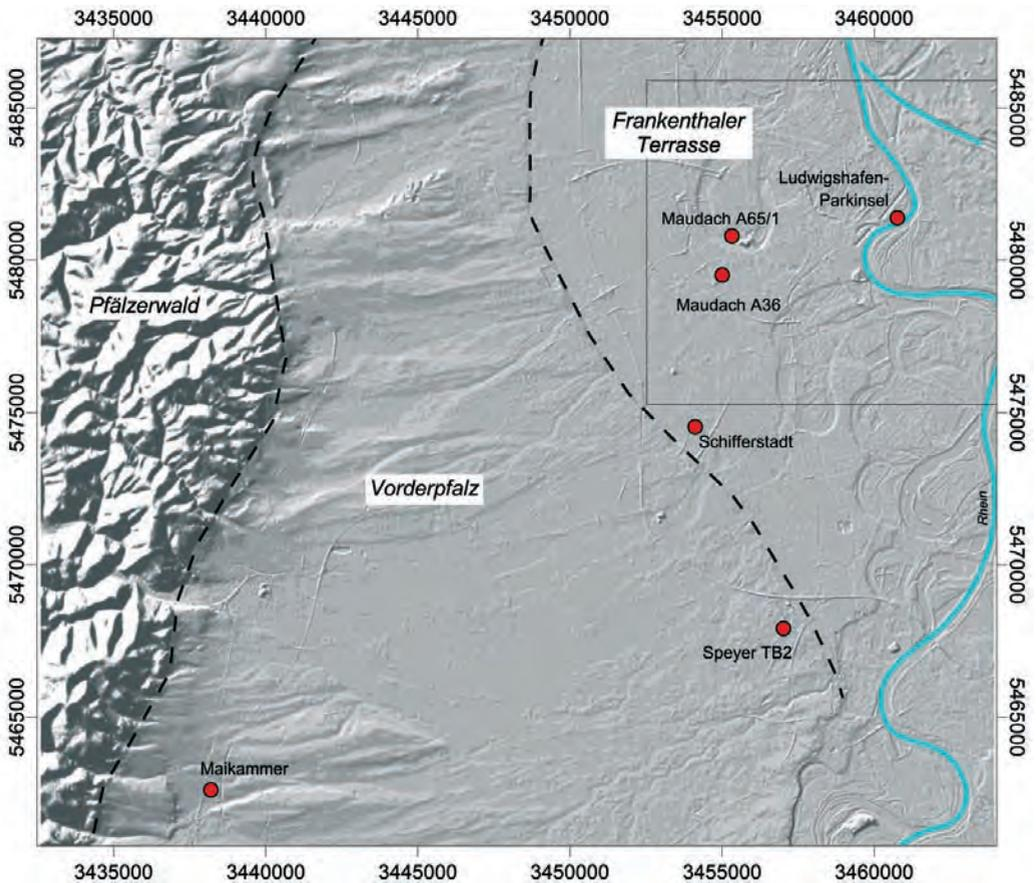 3435000
3440000
3445000
3450000
3455000
3460000
5485000
5485000
Frankenthaler
Terrasse
Ludwigshafen-
Parkinsel
Maudach A65/1
5480000
5480000
Maudach A36
Pfälzerwald
5475000
5475000
Schifferstadt
Vorderpfalz
Rhein
5470000
5470000
Speyer TB2
5465000
5465000
Maikammer
3435000
3440000
3445000
3450000
3455000
3460000